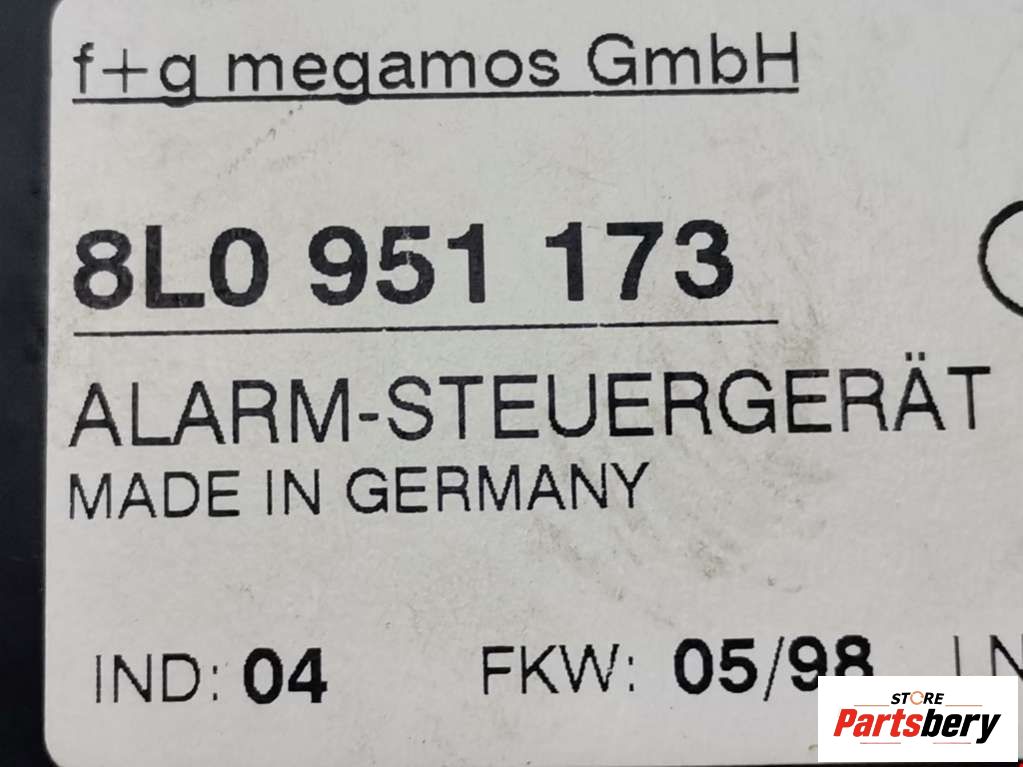 f+g megamos GmbH
8L0 951 173
ALARM-STEUERGERÄT
MADE IN GERMANY
IND: 04 FKW: 05/98
STORE
Partsbery